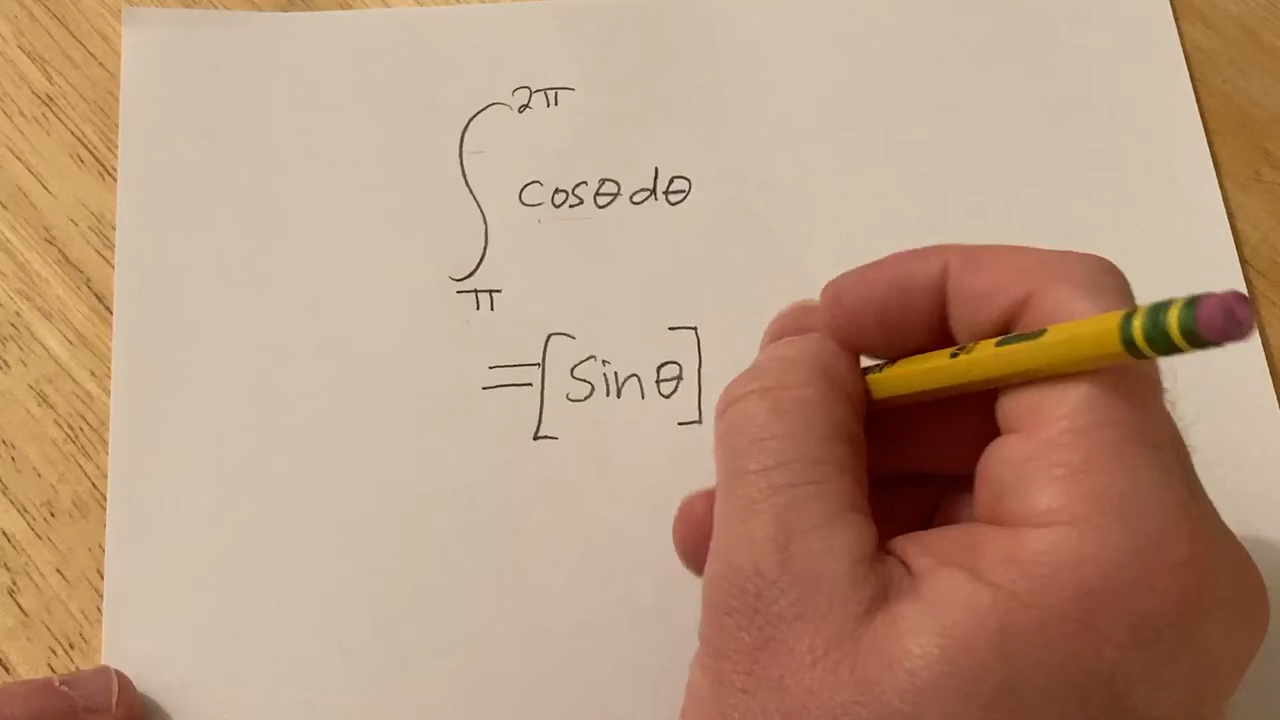 ∫ 2π
cosθdθ
π
=[sinθ]